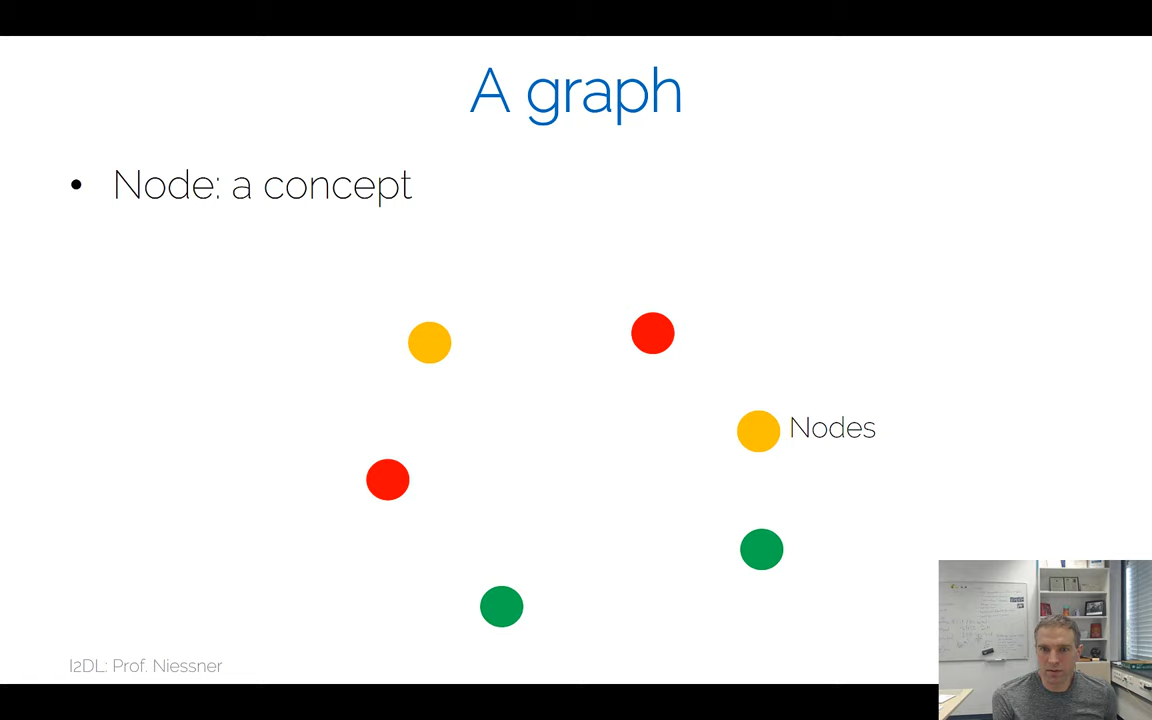 A graph
• Node: a concept
Nodes
I2DL: Prof. Niessner